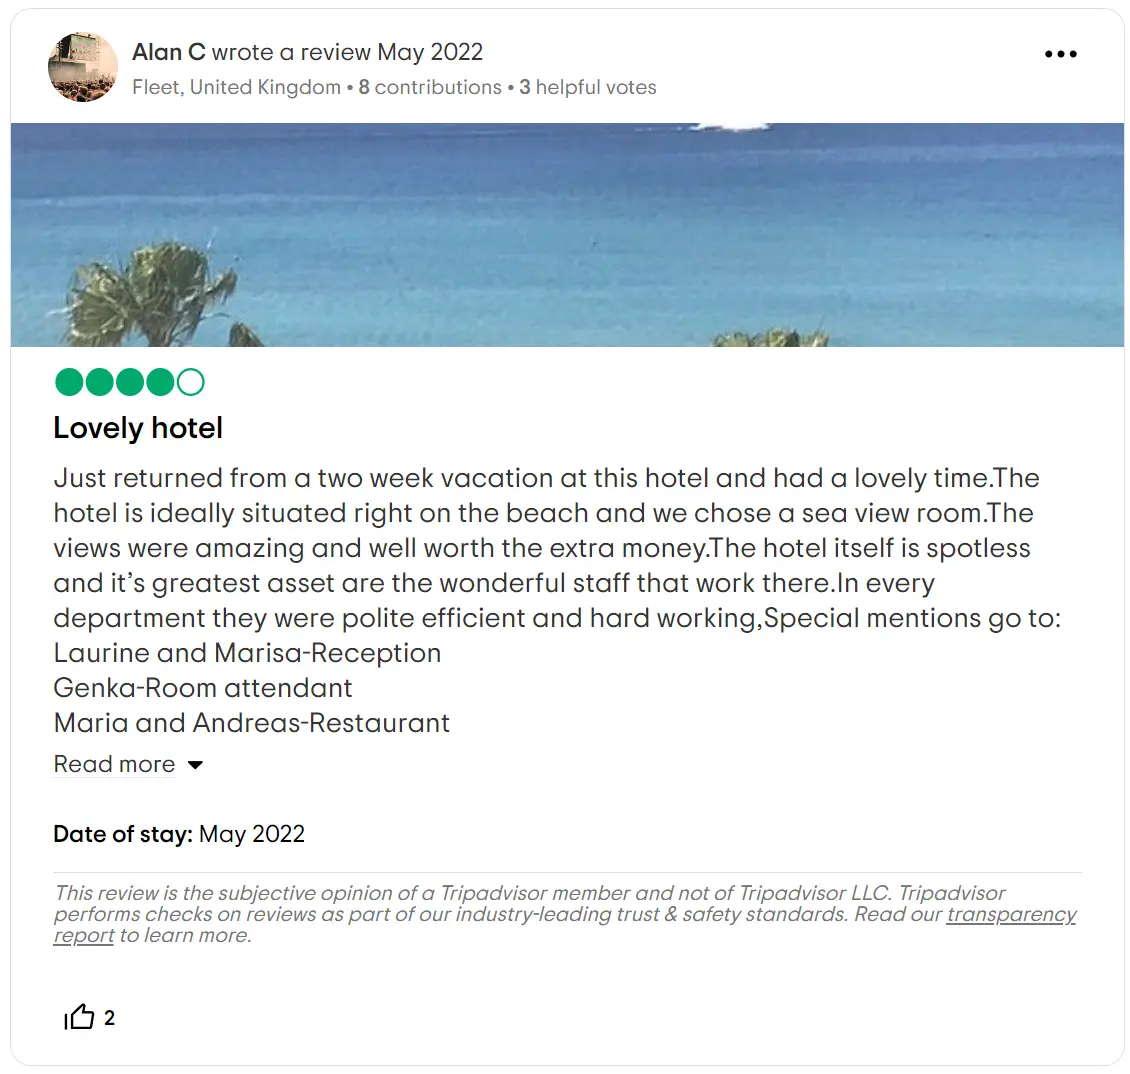 Alan C wrote a review May 2022
Fleet, United Kingdom • 8 contributions • 3 helpful votes
Lovely hotel
Just returned from a two week vacation at this hotel and had a lovely time.The
hotel is ideally situated right on the beach and we chose a sea view room.The
views were amazing and well worth the extra money.The hotel itself is spotless
and it’s greatest asset are the wonderful staff that work there.In every
department they were polite efficient and hard working,Special mentions go to:
Laurine and Marisa-Reception
Genka-Room attendant
Maria and Andreas-Restaurant
Read more
Date of stay: May 2022
This review is the subjective opinion of a Tripadvisor member and not of Tripadvisor LLC. Tripadvisor
performs checks on reviews as part of our industry-leading trust & safety standards. Read our transparency
report to learn more.
2